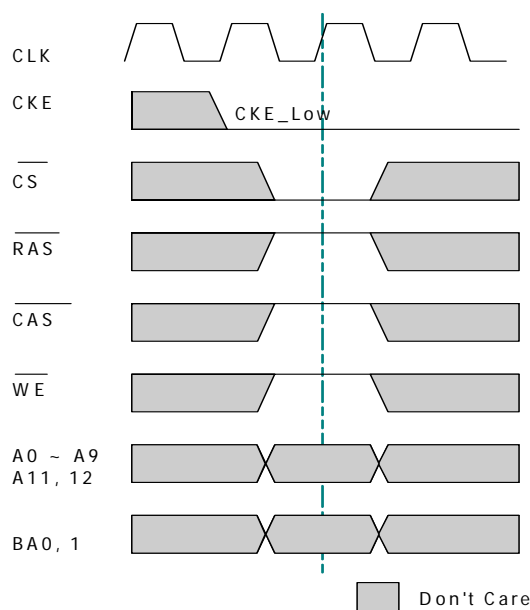 CLK
CKE
CKE_Low
CS
RAS
CAS
WE
A0 ~ A9
A11, 12
BA0, 1
Don't Care